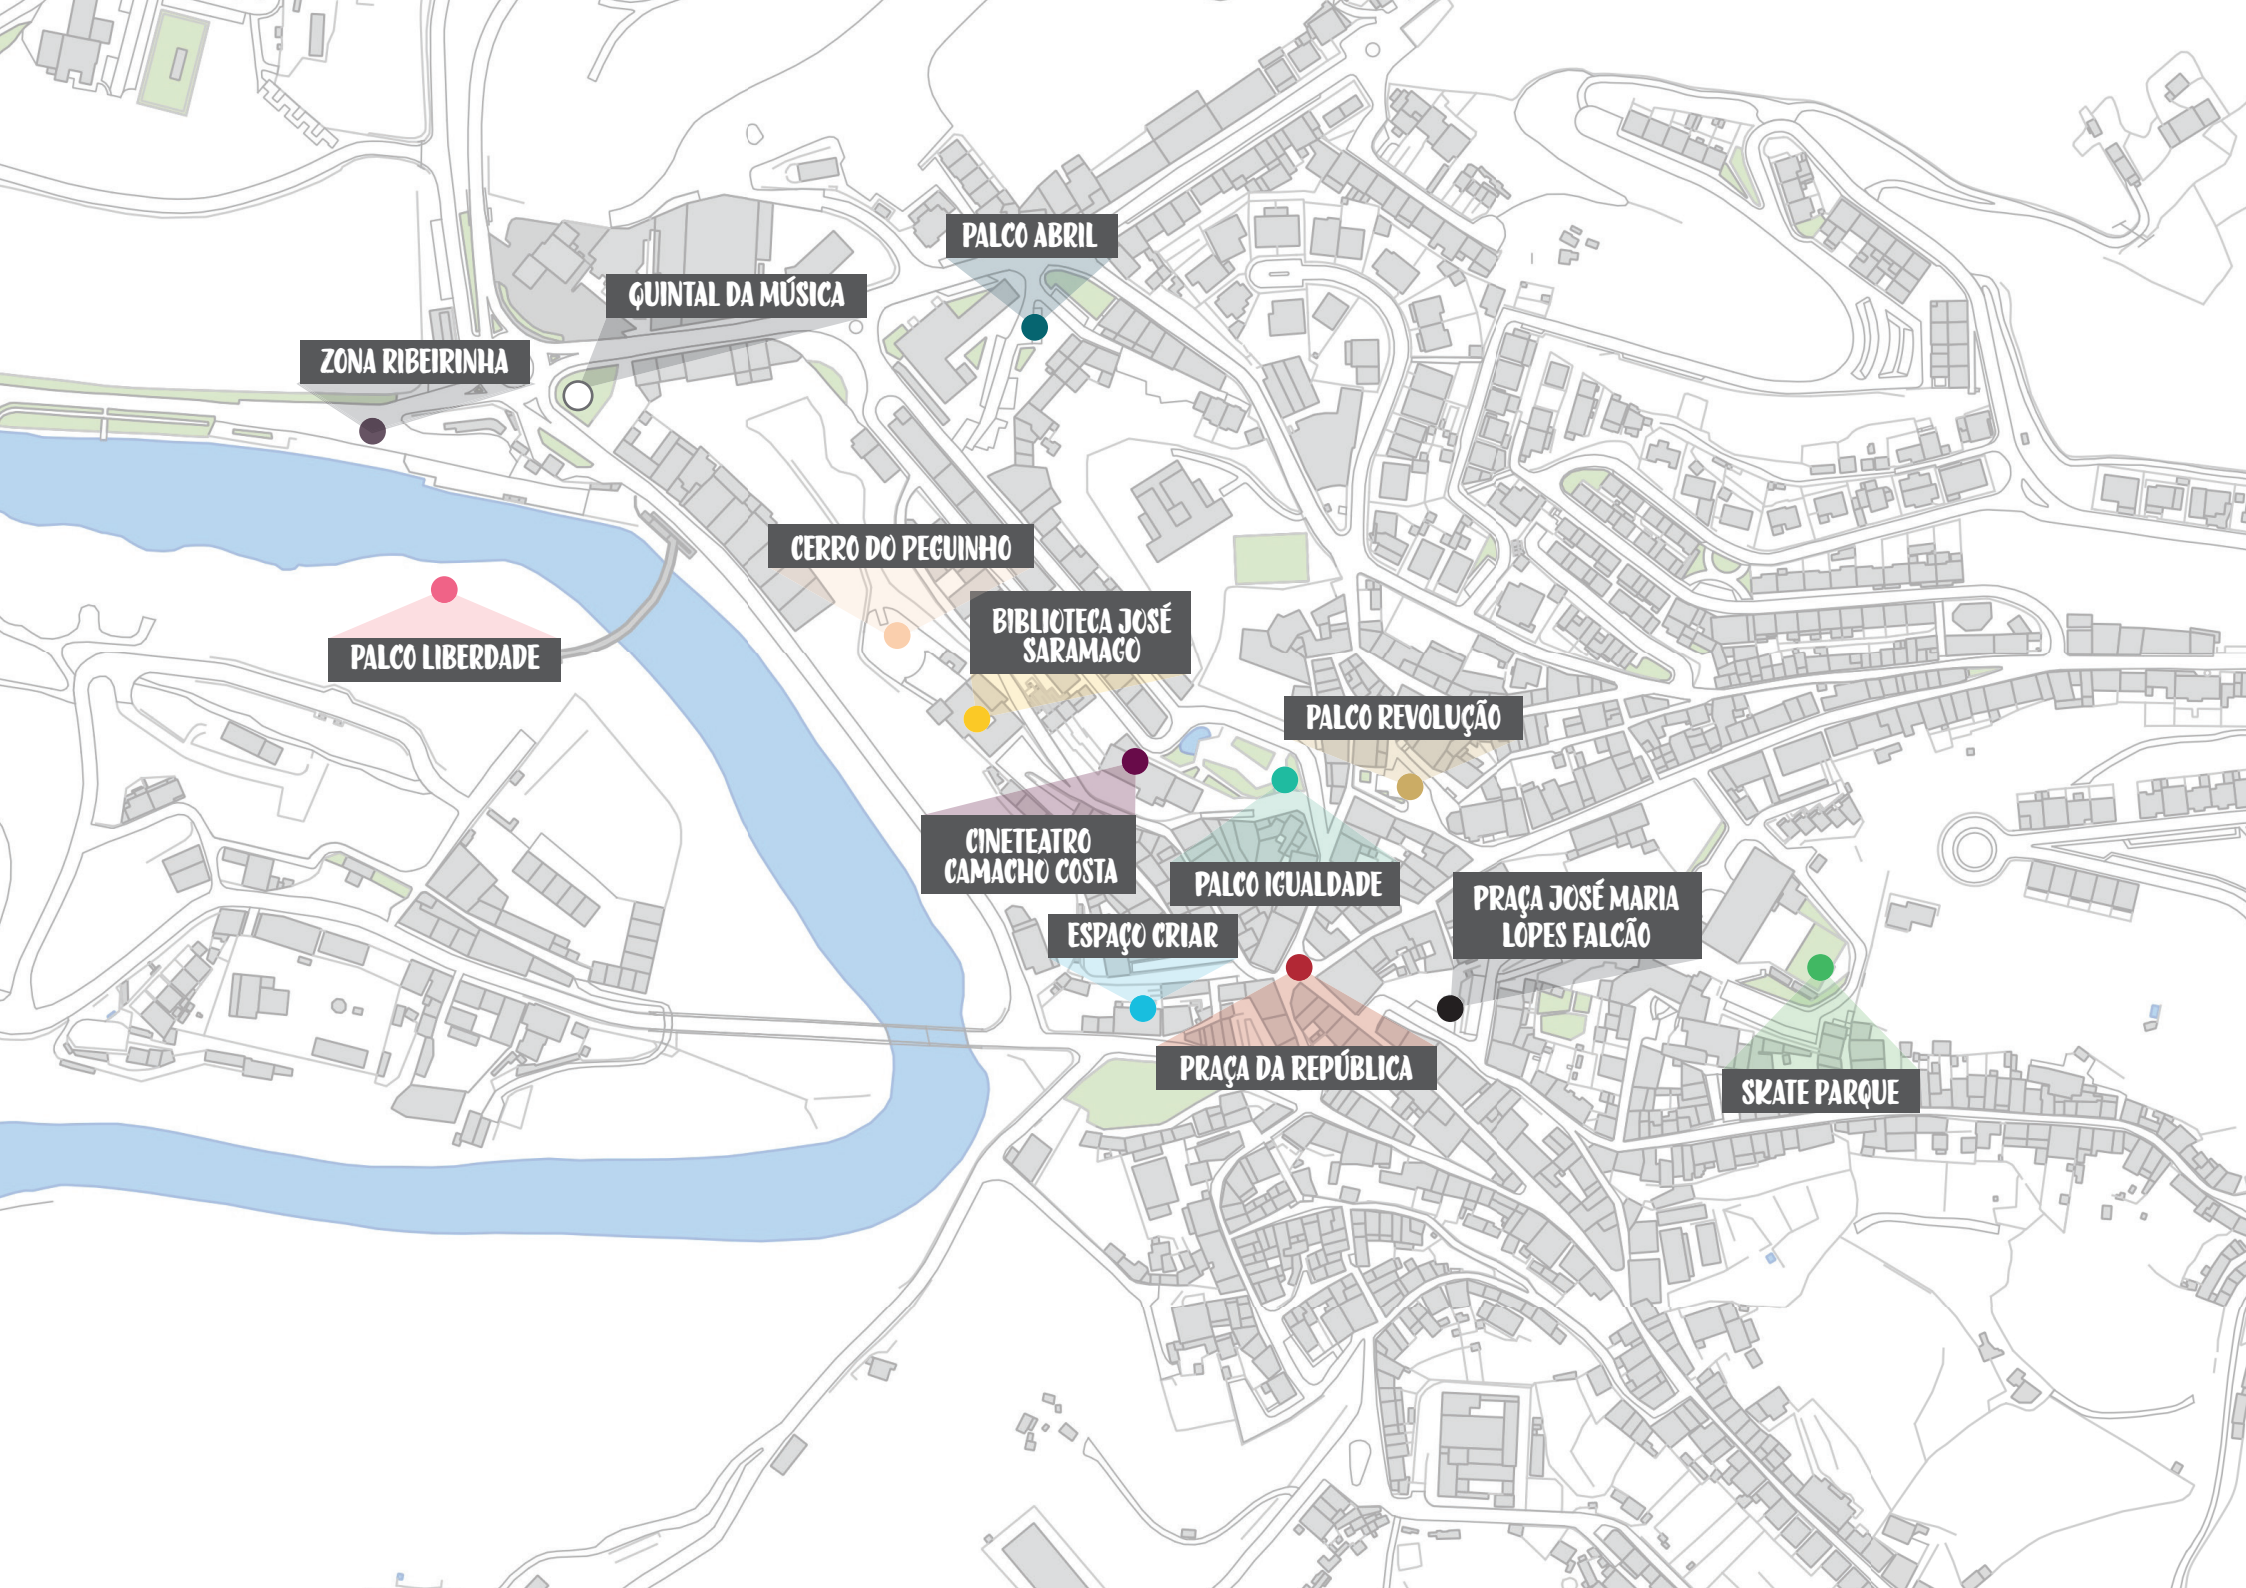 PALCO ABRIL
QUINTAL DA MÚSICA
ZONA RIBEIRINHA
CERRO DO PEGUINHO
BIBLIOTECA JOSÉ
SARAMAGO
PALCO LIBERDADE
PALCO REVOLUÇÃO
CINETEATRO
CAMACHO COSTA
PALCO IGUALDADE
PRAÇA JOSÉ MARIA
LOPES FALCÃO
ESPAÇO CRIAR
PRAÇA DA REPÚBLICA
SKATE PARQUE